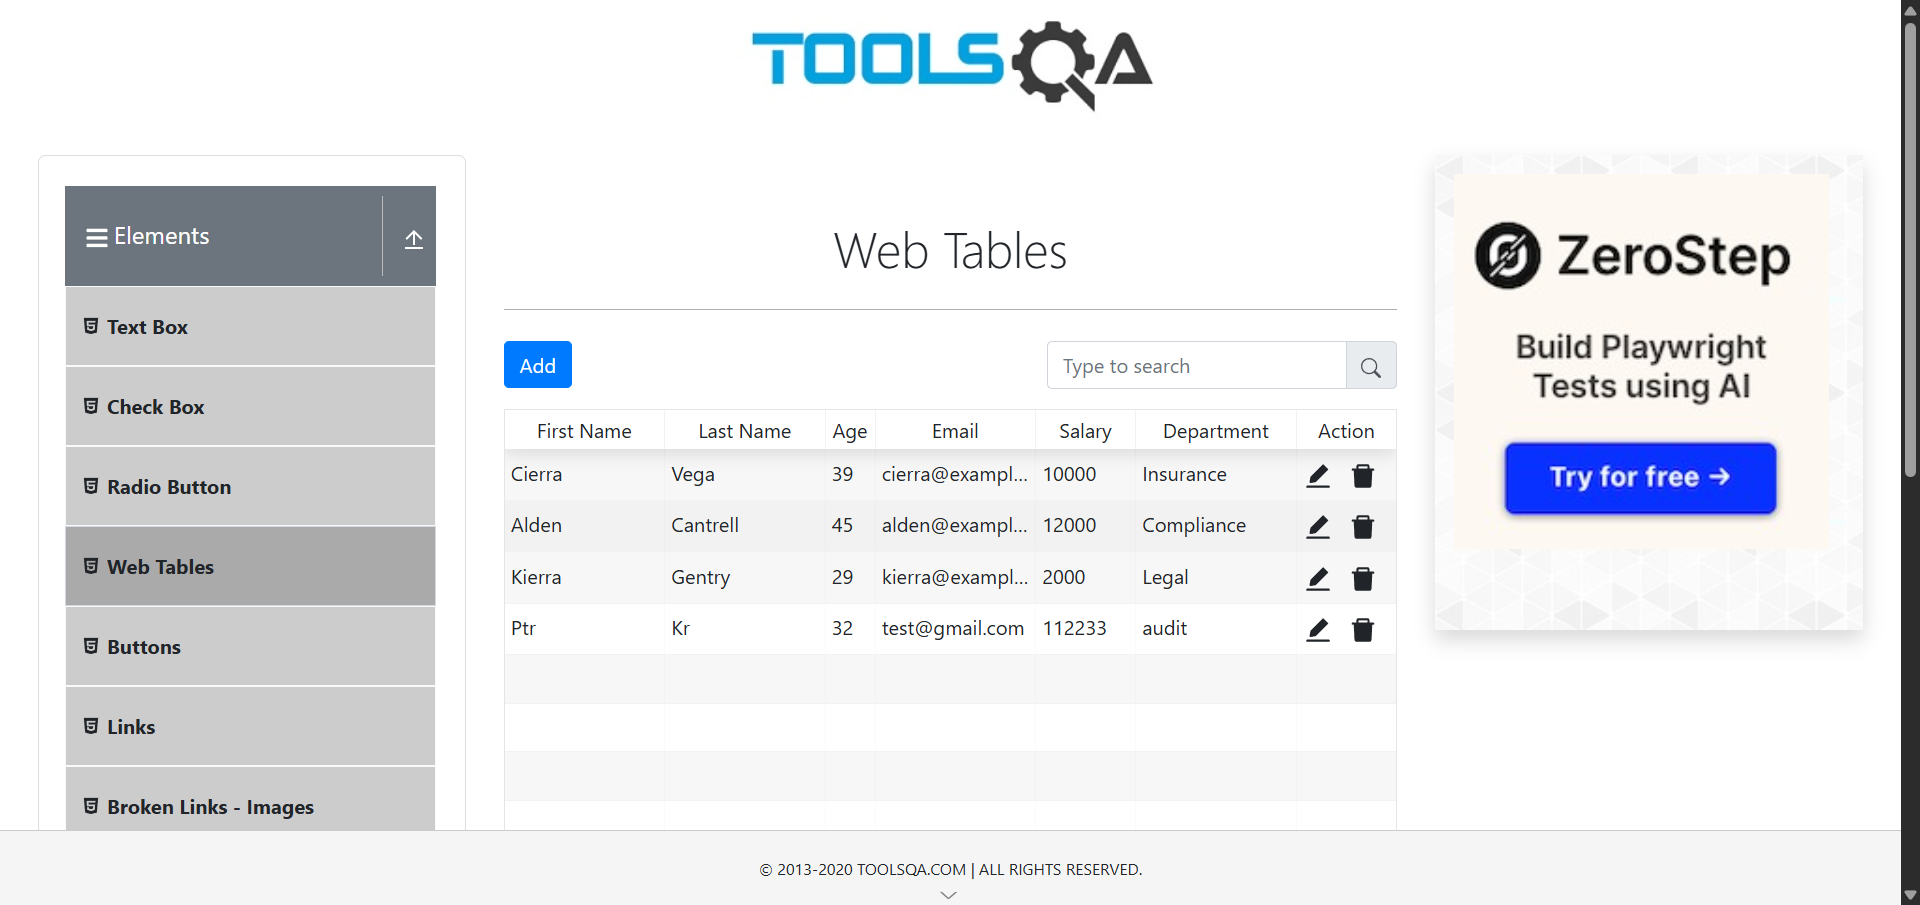 TOOLSQA
Elements
Text Box
Check Box
Radio Button
Web Tables
Buttons
Links
Broken Links - Images
Web Tables
Add
Type to search
First Name Last Name Age Email Salary Department Action
Cierra Vega 39 cierra@exampl... 10000 Insurance
Alden Cantrell 45 alden@exampl... 12000 Compliance
Kierra Gentry 29 kierra@exampl... 2000 Legal
Ptr Kr 32 test@gmail.com 112233 audit
ZeroStep
Build Playwright
Tests using AI
Try for free →
© 2013-2020 TOOLSQA.COM | ALL RIGHTS RESERVED.